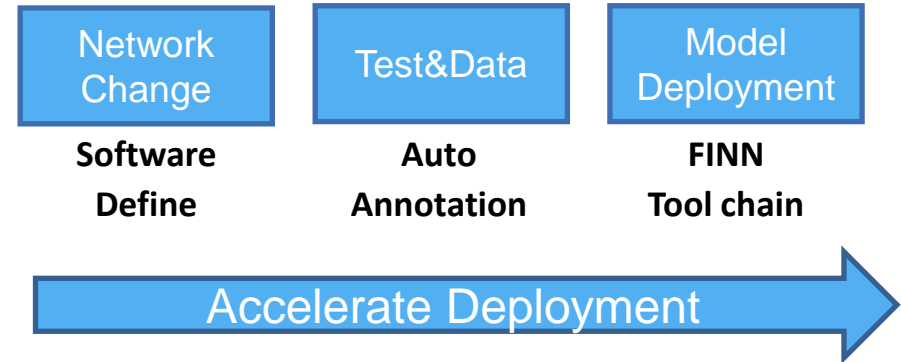 Network
Change
Test&Data
Model
Deployment
Software
Define
Auto
Annotation
FINN
Tool chain
Accelerate Deployment